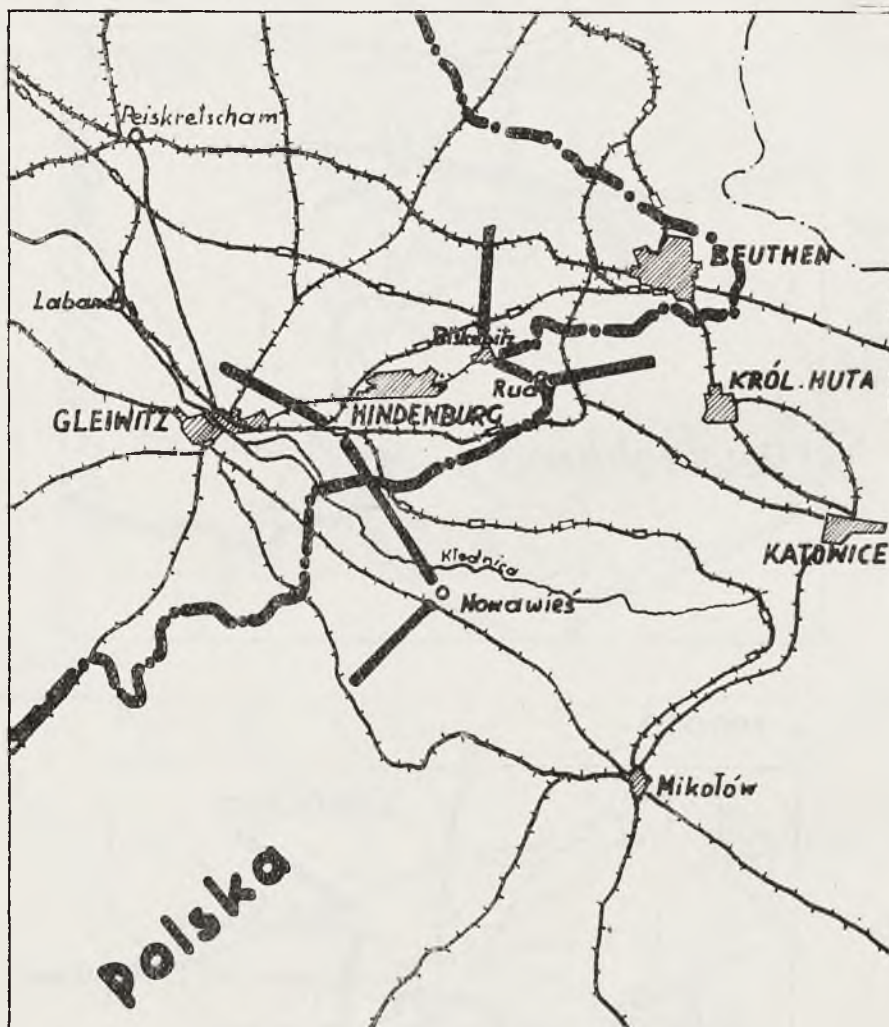 Peiskretscham
BEUTHEN
Laband
Biskupitz
Ruda
KRÓL. HUTA
GLEIWITZ
HINDENBURG
KATOWICE
Kłodnica
Nowawieś
Mikołów
Polska